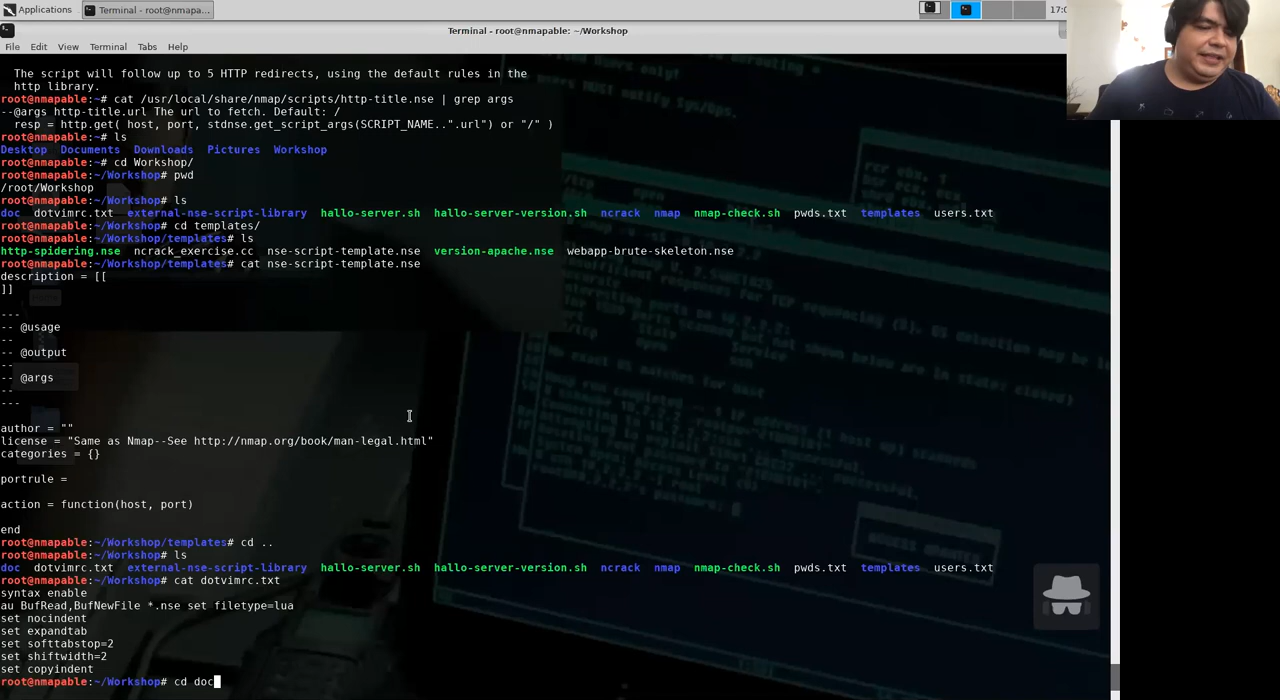 Applications
Terminal - root@nmapa...
17:0
Terminal - root@nmapable: ~/Workshop
File Edit View Terminal Tabs Help
The script will follow up to 5 HTTP redirects, using the default rules in the
http library.
root@nmapable:~# cat /usr/local/share/nmap/scripts/http-title.nse | grep args
--@args http-title.url The url to fetch. Default: /
resp = http.get( host, port, stdnse.get_script_args(SCRIPT_NAME..".url") or "/" )
root@nmapable:~# ls
Desktop Documents Downloads Pictures Workshop
root@nmapable:~# cd Workshop/
root@nmapable:~/Workshop# pwd
/root/Workshop
root@nmapable:~/Workshop# ls
doc dotvimrc.txt external-nse-script-library hallo-server.sh hallo-server-version.sh ncrack nmap nmap-check.sh pwds.txt templates users.txt
root@nmapable:~/Workshop# cd templates/
root@nmapable:~/Workshop/templates# ls
http-spidering.nse ncrack_exercise.cc nse-script-template.nse version-apache.nse webapp-brute-skeleton.nse
root@nmapable:~/Workshop/templates# cat nse-script-template.nse
description = [[
]]
---
-- @usage
--
-- @output
--
-- @args
--
---
author = ""
license = "Same as Nmap--See http://nmap.org/book/man-legal.html"
categories = {}
portrule =
action = function(host, port)
end
root@nmapable:~/Workshop/templates# cd ..
root@nmapable:~/Workshop# ls
doc dotvimrc.txt external-nse-script-library hallo-server.sh hallo-server-version.sh ncrack nmap nmap-check.sh pwds.txt templates users.txt
root@nmapable:~/Workshop# cat dotvimrc.txt
syntax enable
au BufRead,BufNewFile *.nse set filetype=lua
set nocindent
set expandtab
set softtabstop=2
set shiftwidth=2
set copyindent
root@nmapable:~/Workshop# cd doc